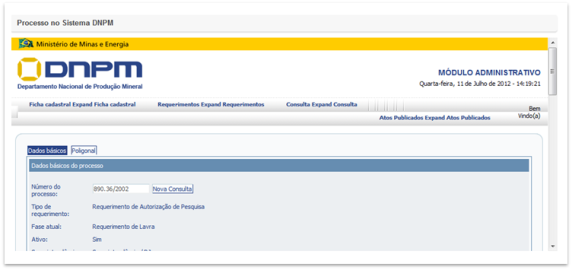 Processo no Sistema DNPM
Ministério de Minas e Energia
DNPM
Departamento Nacional de Produção Mineral
MÓDULO ADMINISTRATIVO
Quarta-feira, 11 de Julho de 2012 - 14:19:21
Ficha cadastral Expand Ficha cadastral Requerimentos Expand Requerimentos Consulta Expand Consulta
Atos Publicados Expand Atos Publicados
Bem
Vindo(a)
Dados básicos Poligonal
Dados básicos do processo
Número do
processo:
890.36/2002 Nova Consulta
Tipo de
requerimento:
Requerimento de Autorização de Pesquisa
Fase atual: Requerimento de Lavra
Ativo: Sim